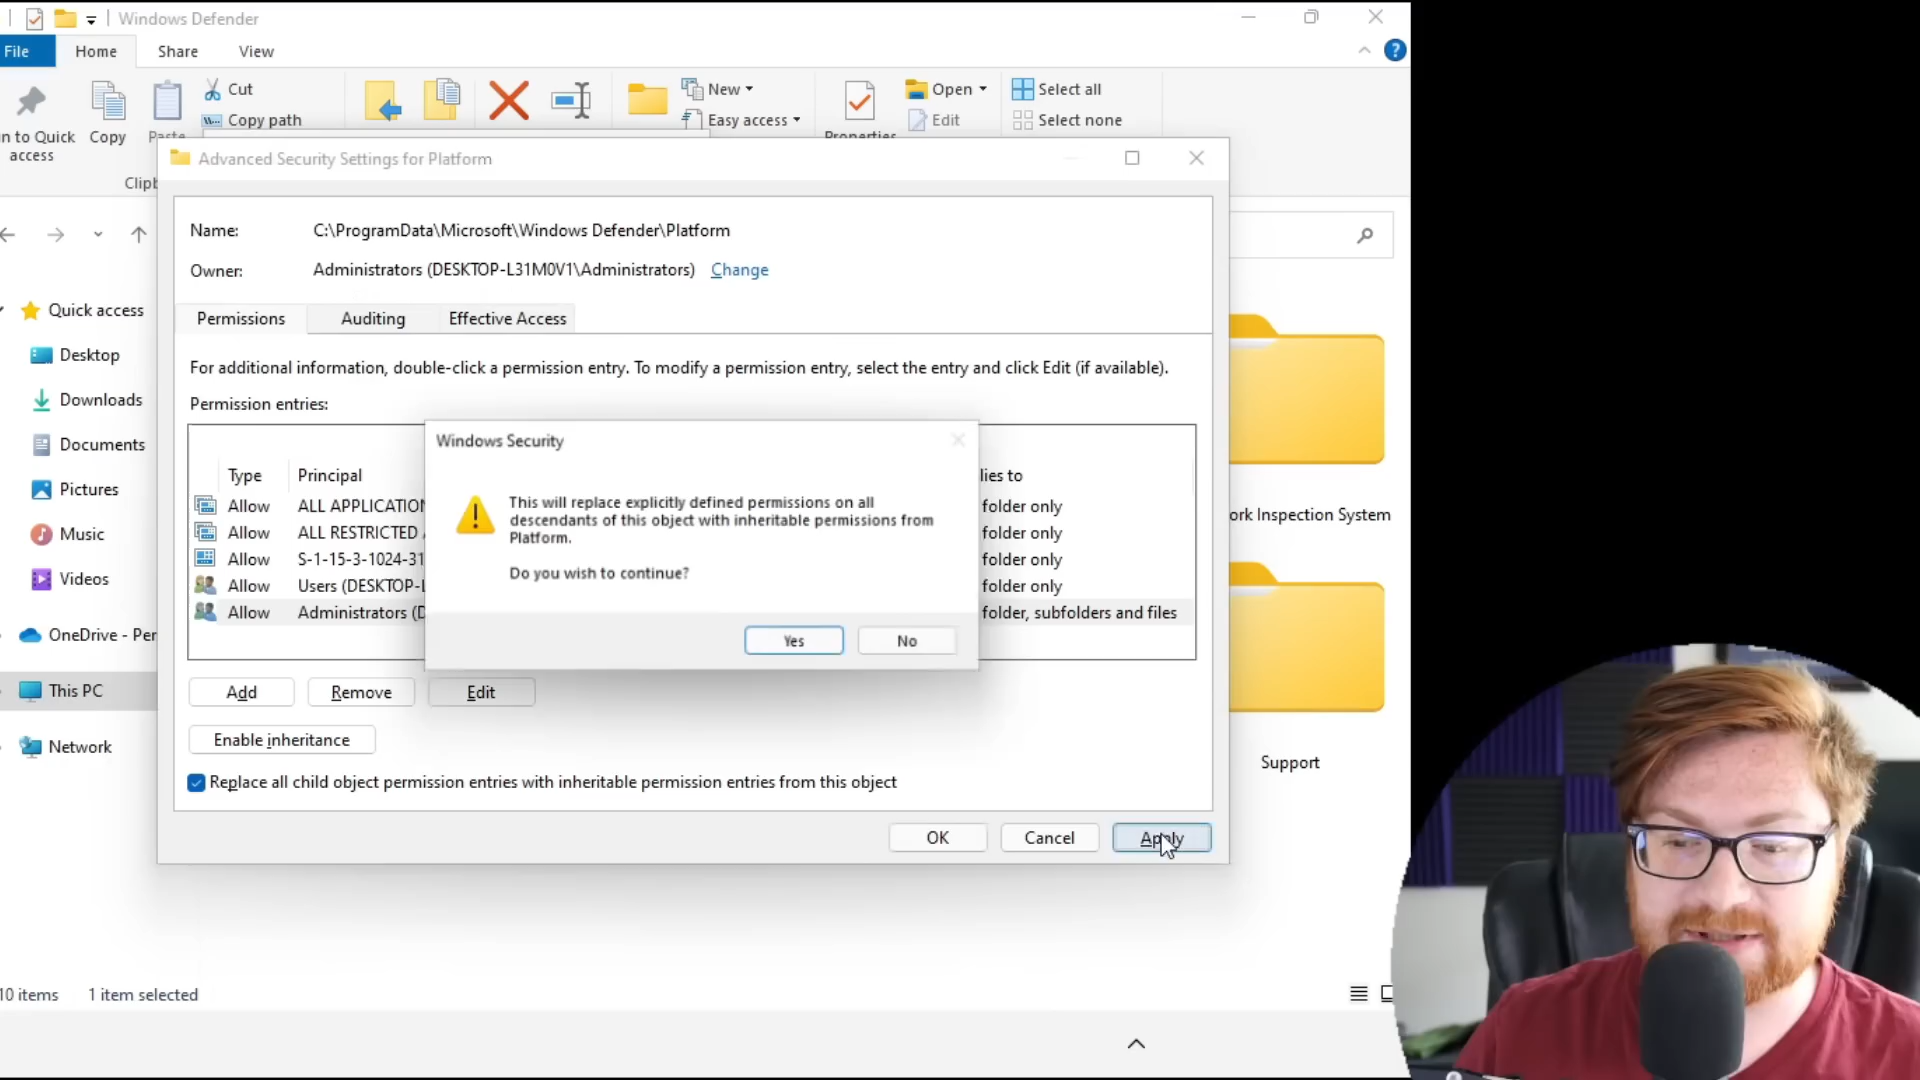 Windows Defender
File
Home
Share
View
n to Quick
access
Copy
Paste
Cut
Copy path
New
Easy access
Properties
Open
Edit
Select all
Select none
Clipb
Advanced Security Settings for Platform
Name:
C:\ProgramData\Microsoft\Windows Defender\Platform
Owner:
Administrators (DESKTOP-L31M0V1\Administrators)
Change
Permissions
Auditing
Effective Access
For additional information, double-click a permission entry. To modify a permission entry, select the entry and click Edit (if available).
Permission entries:
Type
Principal
lies to
Allow
ALL APPLICATION
folder only
Allow
ALL RESTRICTED
folder only
Allow
S-1-15-3-1024-31
folder only
Allow
Users (DESKTOP-L
folder only
Allow
Administrators (D
folder, subfolders and files
Windows Security
This will replace explicitly defined permissions on all
descendants of this object with inheritable permissions from
Platform.
Do you wish to continue?
Yes
No
Add
Remove
Edit
Enable inheritance
Replace all child object permission entries with inheritable permission entries from this object
OK
Cancel
Apply
Quick access
Desktop
Downloads
Documents
Pictures
Music
Videos
OneDrive - Per
This PC
Network
ork Inspection System
Support
10 items
1 item selected